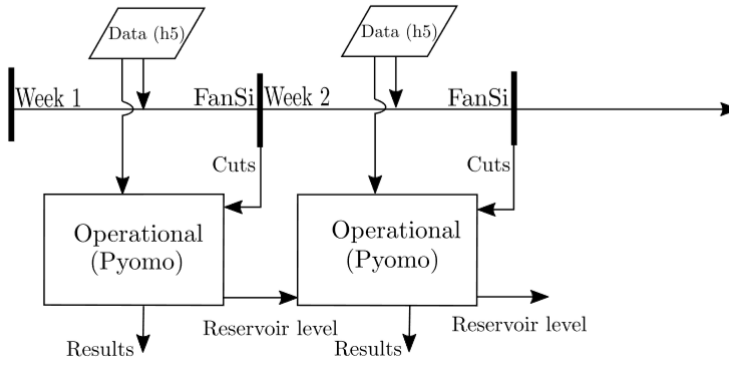 Data (h5)
Data (h5)
Week 1
FanSi
Week 2
FanSi
Cuts
Cuts
Operational
(Pyomo)
Operational
(Pyomo)
Reservoir level
Reservoir level
Results
Results